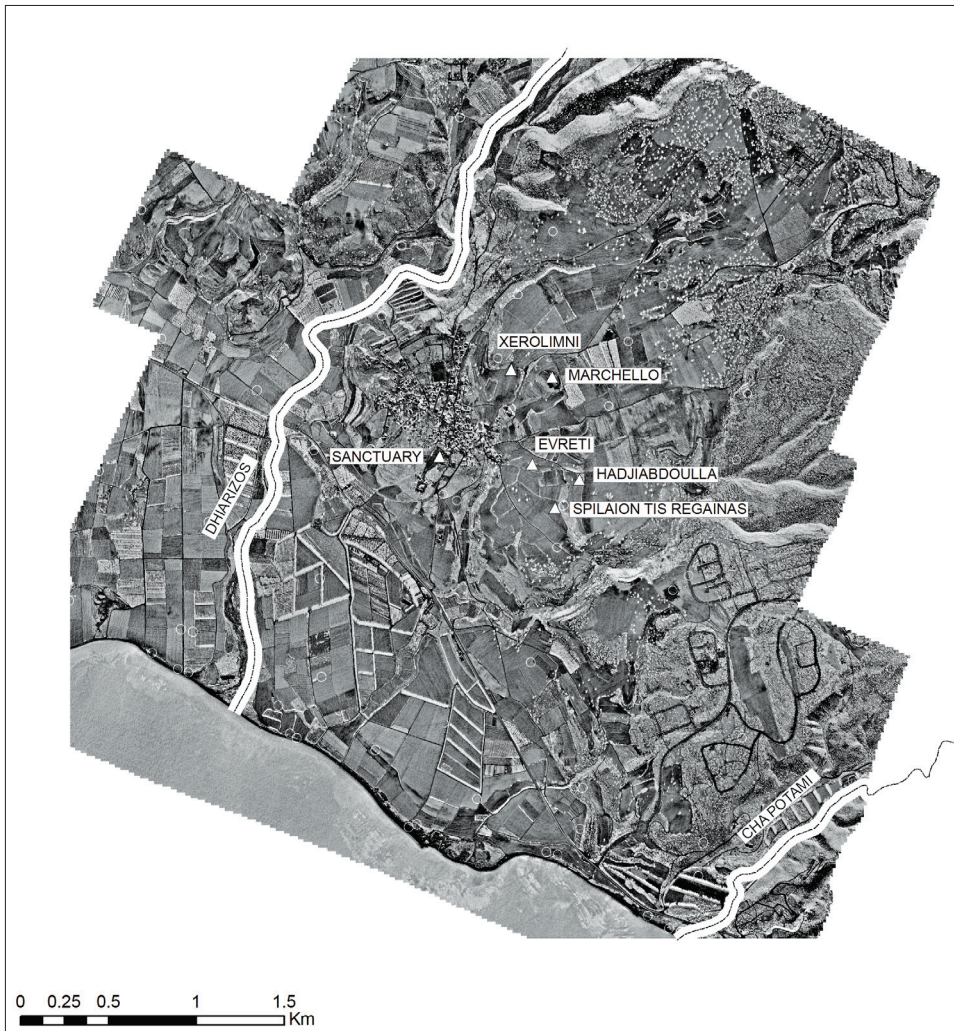 XEROLIMNI
MARCHELLO
EVRETI
SANCTUARY
HADJIABDOULLA
SPILAION TIS REGAINAS
DHIARIZOS
CHA POTAMI
0 0.25 0.5 1 1.5
Km